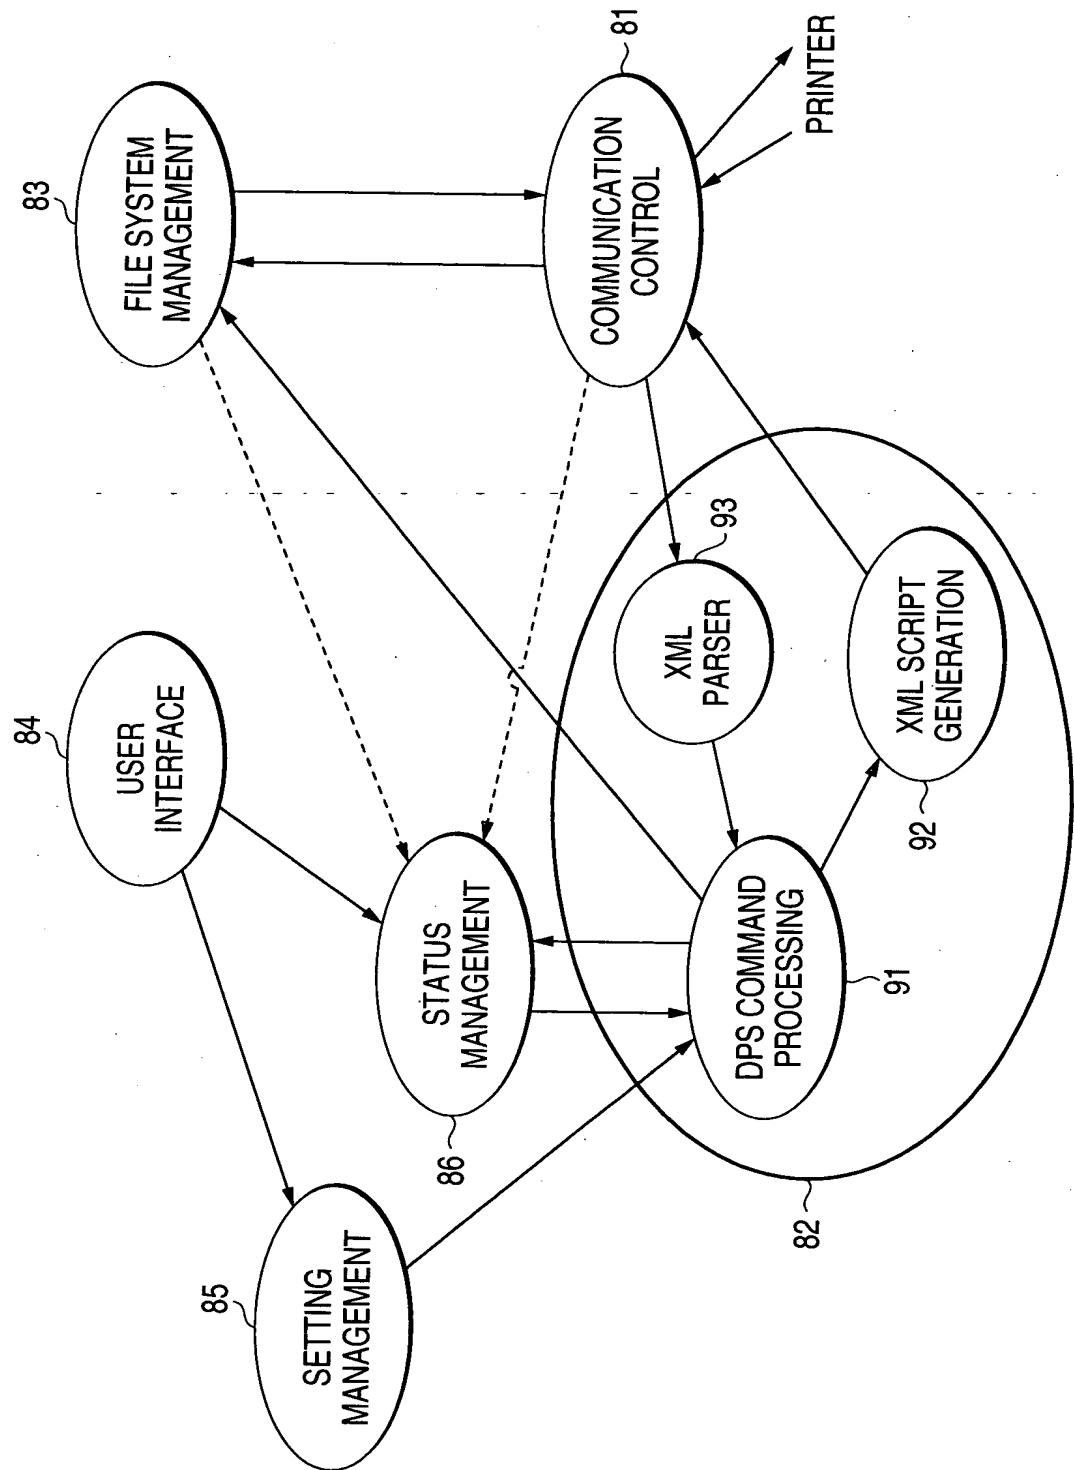 84
USER
INTERFACE
83
FILE SYSTEM
MANAGEMENT
85
SETTING
MANAGEMENT
STATUS
MANAGEMENT
86
COMMUNICATION
CONTROL
81
PRINTER
XML
PARSER
93
DPS COMMAND
PROCESSING
91
XML SCRIPT
GENERATION
92
82